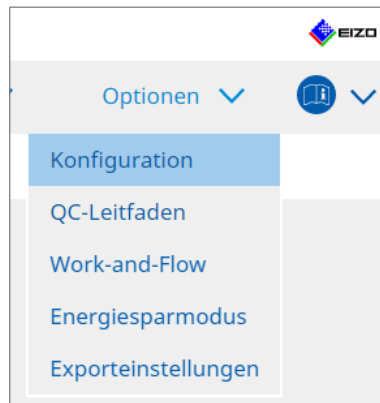 EIZO
Optionen
Konfiguration
QC-Leitfaden
Work-and-Flow
Energiesparmodus
Exporteinstellungen